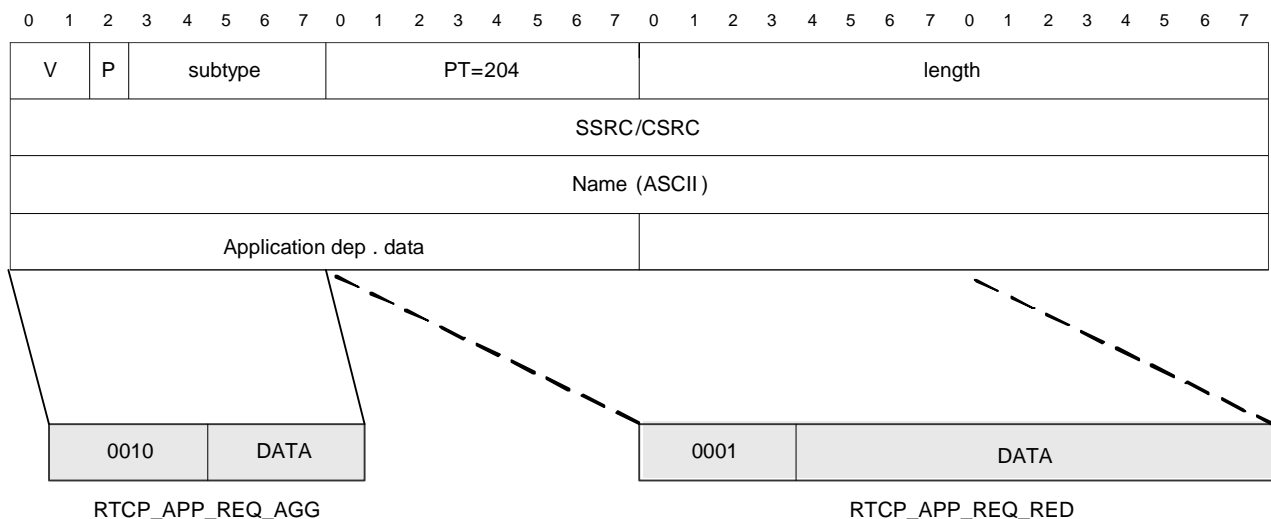 0 1 2 3 4 5 6 7 0 1 2 3 4 5 6 7 0 1 2 3 4 5 6 7 0 1 2 3 4 5 6 7
V P subtype PT=204 length
SSRC/CSRC
Name (ASCII)
Application dep . data
0010 DATA 0001 DATA
RTCP_APP_REQ_AGG RTCP_APP_REQ_RED